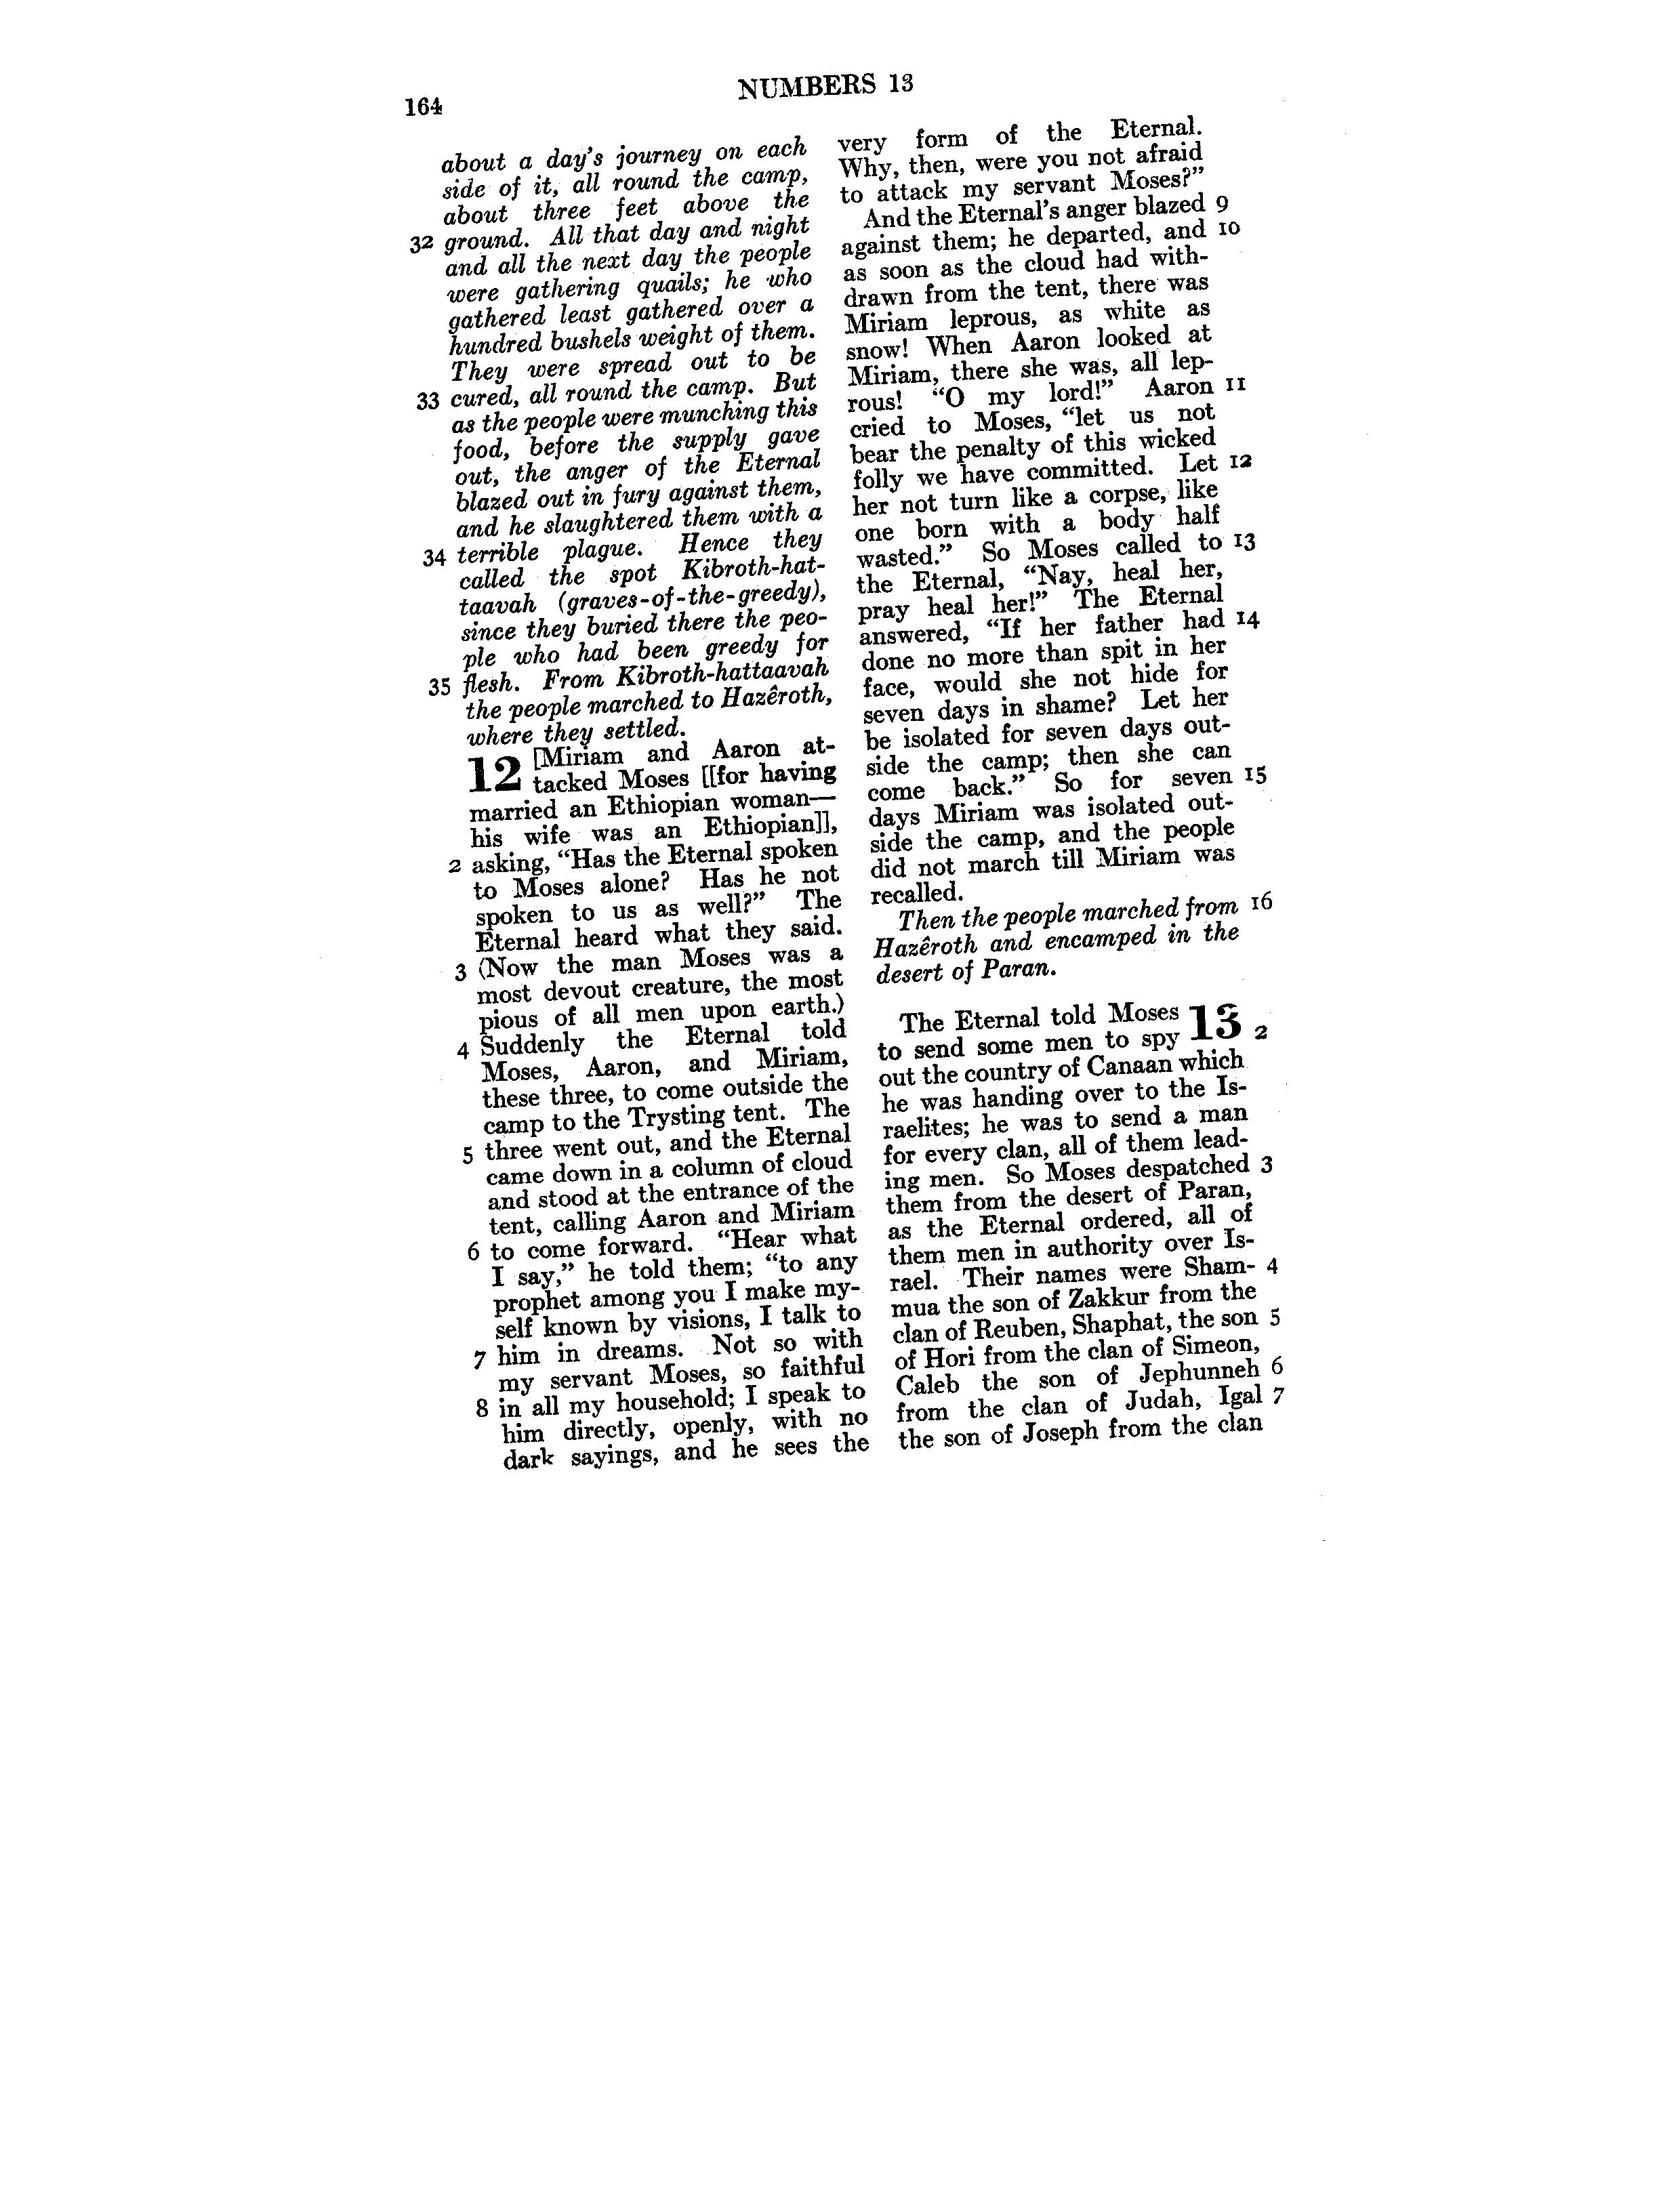 164
NUMBERS 13
about a day's journey on each
side of it, all round the camp,
about three feet above the
32 ground. All that day and night
and all the next day the people
were gathering quails; he who
gathered least gathered over a
hundred bushels weight of them.
They were spread out to be
33 cured, all round the camp. But
as the people were munching this
food, before the supply gave
out, the anger of the Eternal
blazed out in fury against them,
and he slaughtered them with a
34 terrible plague. Hence they
called the spot Kibroth-hat-
taavah (graves-of-the-greedy),
since they buried there the peo-
ple who had been greedy for
35 flesh. From Kibroth-hattaavah
the people marched to Hazêroth,
where they settled.
12 [Miriam and Aaron at-
tacked Moses [[for having
married an Ethiopian woman—
his wife was an Ethiopian]],
2 asking, “Has the Eternal spoken
to Moses alone? Has he not
spoken to us as well?” The
Eternal heard what they said.
3 (Now the man Moses was a
most devout creature, the most
pious of all men upon earth.)
4 Suddenly the Eternal told
Moses, Aaron, and Miriam,
these three, to come outside the
camp to the Trysting tent. The
5 three went out, and the Eternal
came down in a column of cloud
and stood at the entrance of the
tent, calling Aaron and Miriam
6 to come forward. “Hear what
I say,” he told them; “to any
prophet among you I make my-
self known by visions, I talk to
7 him in dreams. Not so with
my servant Moses, so faithful
8 in all my household; I speak to
him directly, openly, with no
dark sayings, and he sees the
very form of the Eternal.
Why, then, were you not afraid
to attack my servant Moses?”
And the Eternal's anger blazed 9
against them; he departed, and 10
as soon as the cloud had with-
drawn from the tent, there was
Miriam leprous, as white as
snow! When Aaron looked at
Miriam, there she was, all lep-
rous! “O my lord!” Aaron 11
cried to Moses, “let us not
bear the penalty of this wicked
folly we have committed. Let 12
her not turn like a corpse, like
one born with a body half
wasted.” So Moses called to 13
the Eternal, “Nay, heal her,
pray heal her!” The Eternal
answered, “If her father had 14
done no more than spit in her
face, would she not hide for
seven days in shame? Let her
be isolated for seven days out-
side the camp; then she can
come back.” So for seven 15
days Miriam was isolated out-
side the camp, and the people
did not march till Miriam was
recalled.
Then the people marched from 16
Hazêroth and encamped in the
desert of Paran.
The Eternal told Moses 13
to send some men to spy 2
out the country of Canaan which
he was handing over to the Is-
raelites; he was to send a man
for every clan, all of them lead-
ing men. So Moses despatched 3
them from the desert of Paran,
as the Eternal ordered, all of
them men in authority over Is-
rael. Their names were Sham- 4
mua the son of Zakkur from the
clan of Reuben, Shaphat, the son 5
of Hori from the clan of Simeon,
Caleb the son of Jephunneh 6
from the clan of Judah, Igal 7
the son of Joseph from the clan